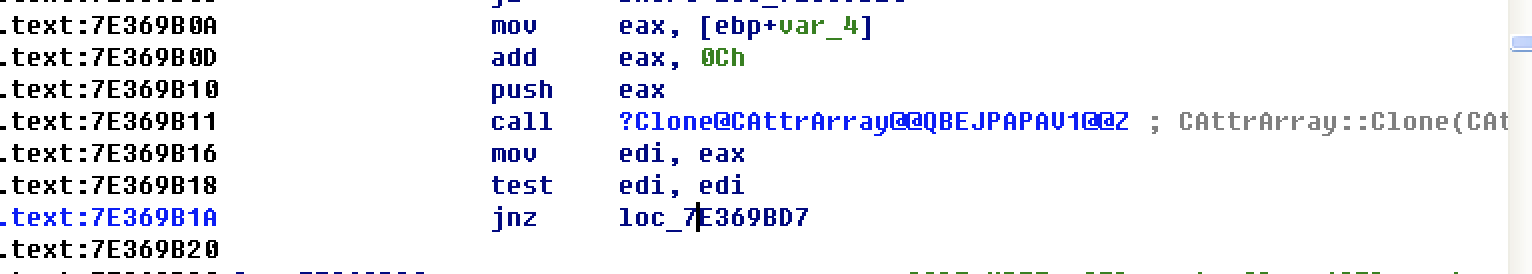 .text:7E369B0A mov eax, [ebp+var_4]
.text:7E369B0D add eax, 0Ch
.text:7E369B10 push eax
.text:7E369B11 call ?Clone@CAttrArray@@QBEJPAPAV1@@Z ; CAttrArray::Clone(CAt
.text:7E369B16 mov edi, eax
.text:7E369B18 test edi, edi
.text:7E369B1A jnz loc_7E369BD7
.text:7E369B20